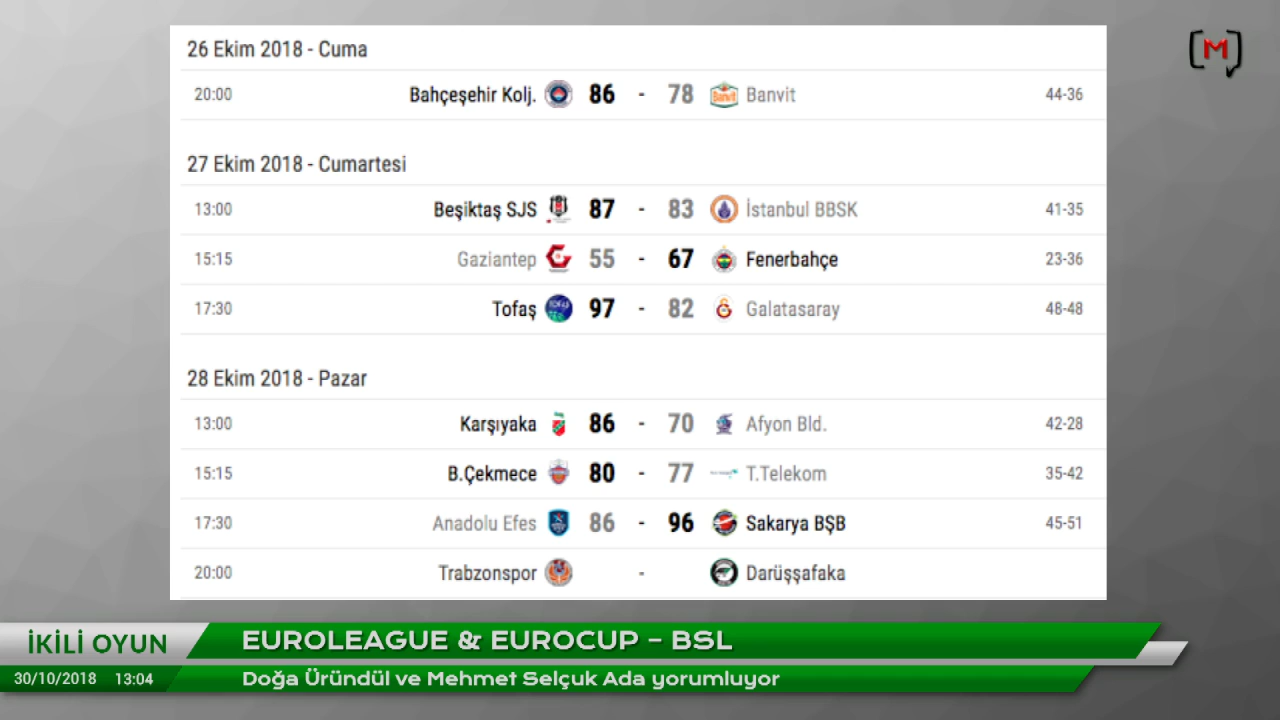 26 Ekim 2018 - Cuma
20:00 Bahçeşehir Kolj. 86 - 78 Banvit 44-36
27 Ekim 2018 - Cumartesi
13:00 Beşiktaş SJS 87 - 83 İstanbul BBSK 41-35
15:15 Gaziantep 55 - 67 Fenerbahçe 23-36
17:30 Tofaş 97 - 82 Galatasaray 48-48
28 Ekim 2018 - Pazar
13:00 Karşıyaka 86 - 70 Afyon Bld. 42-28
15:15 B.Çekmece 80 - 77 T.Telekom 35-42
17:30 Anadolu Efes 86 - 96 Sakarya BŞB 45-51
20:00 Trabzonspor - Darüşşafaka
[M]
İKİLİ OYUN
EUROLEAGUE & EUROCUP – BSL
30/10/2018 13:04
Doğa Üründül ve Mehmet Selçuk Ada yorumluyor